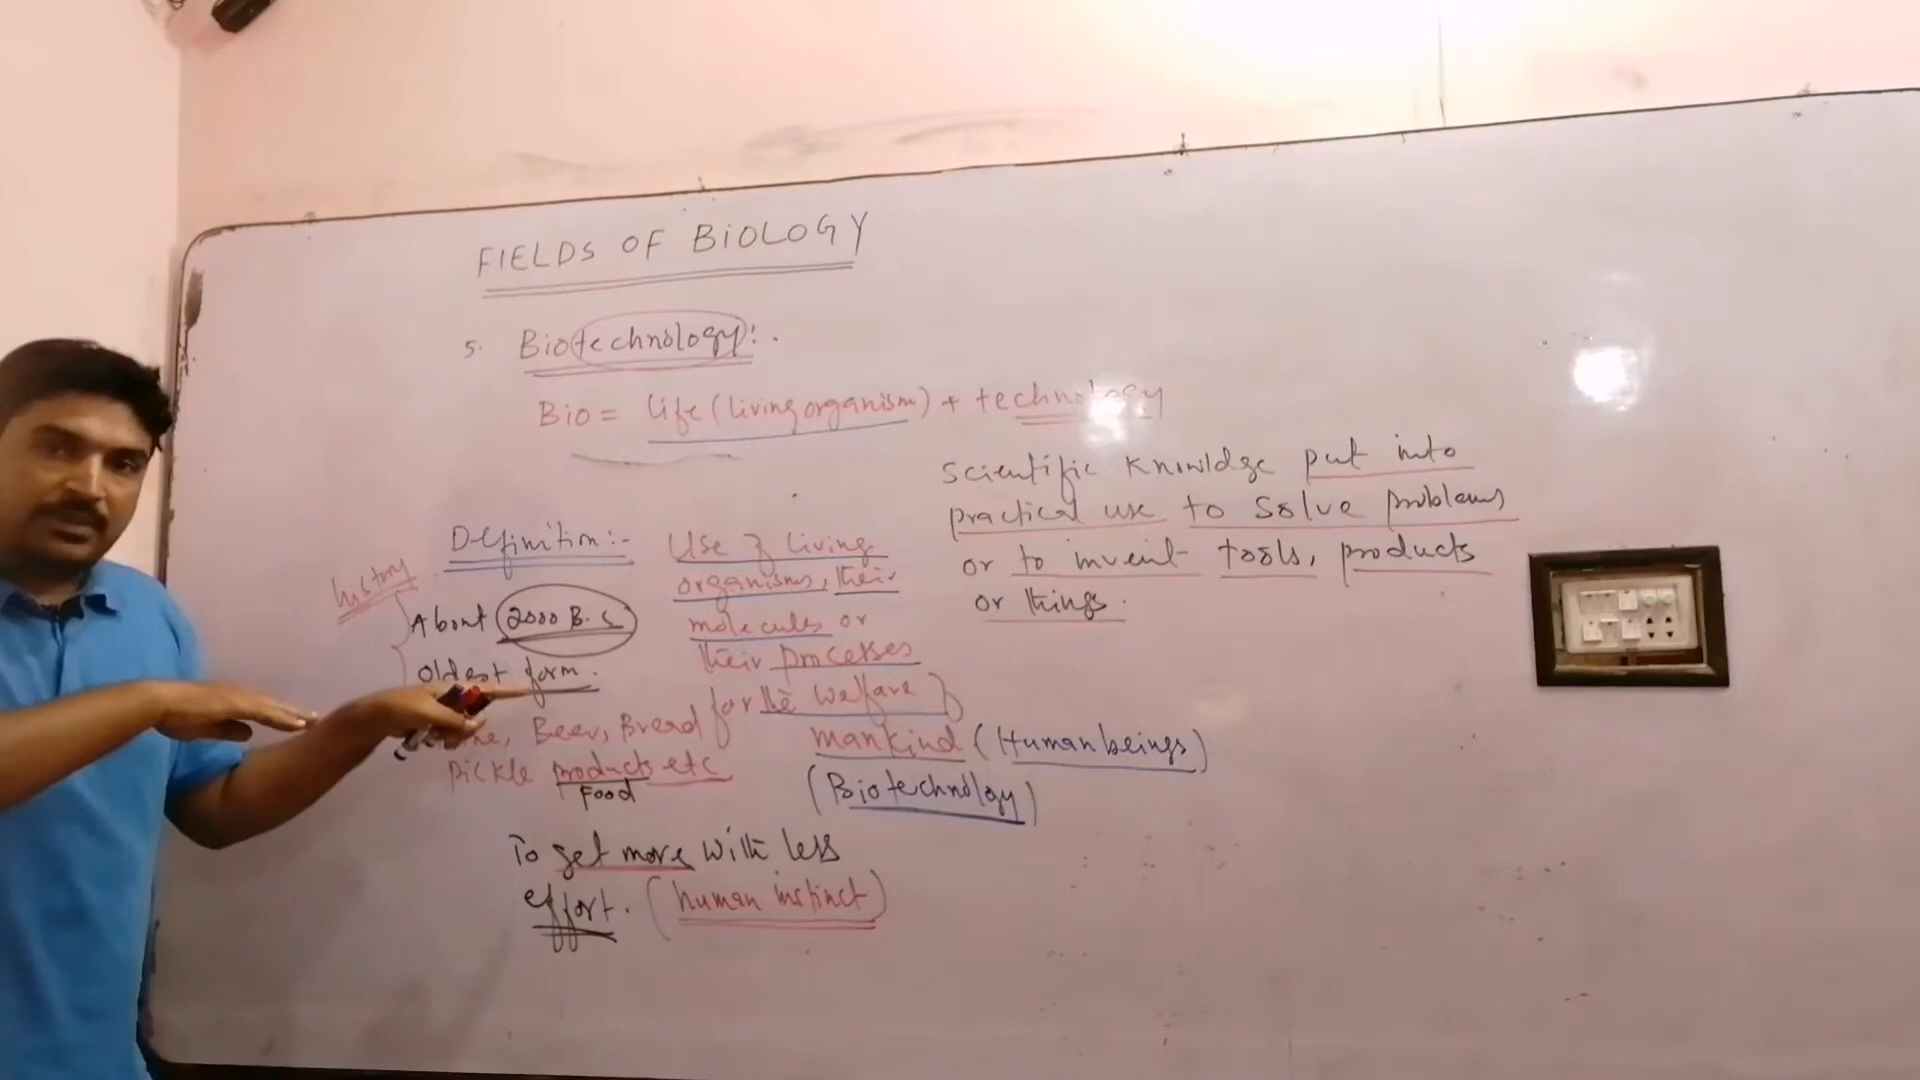 FIELDS OF BIOLOGY
5. Biotechnology:.
Bio = life (living organism) + technology
Scientific Knowldge put into
practical use to solve problems
or to invent tools, products
or things.
Definition:-
Use of living
organisms, their
molecules or
their processes
for the welfare of
mankind (Human beings)
(Biotechnology)
history
About 2000 B.C
oldest form.
Beer, Bread
Pickle products etc
Food
To get more with less
effort. (human instinct)